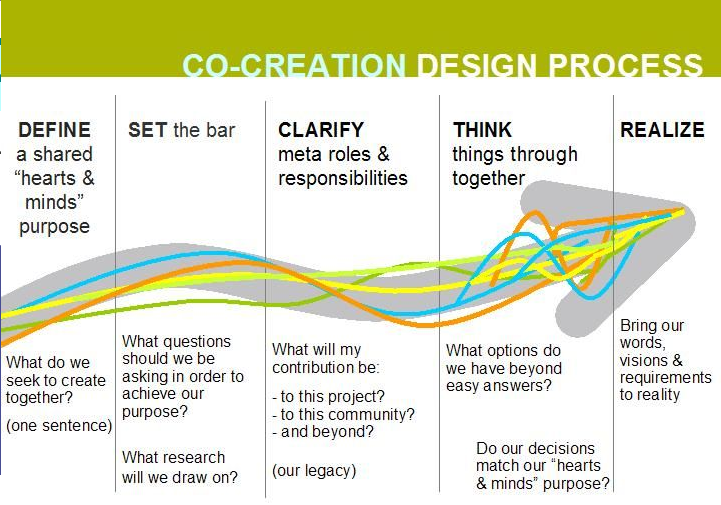 CO-CREATION DESIGN PROCESS
DEFINE
a shared
“hearts &
minds”
purpose
SET the bar
CLARIFY
meta roles &
responsibilities
THINK
things through
together
REALIZE
What do we
seek to create
together?
(one sentence)
What questions
should we be
asking in order to
achieve our
purpose?
What research
will we draw on?
What will my
contribution be:
- to this project?
- to this community?
- and beyond?
(our legacy)
What options do
we have beyond
easy answers?
Do our decisions
match our “hearts
& minds” purpose?
Bring our
words,
visions &
requirements
to reality